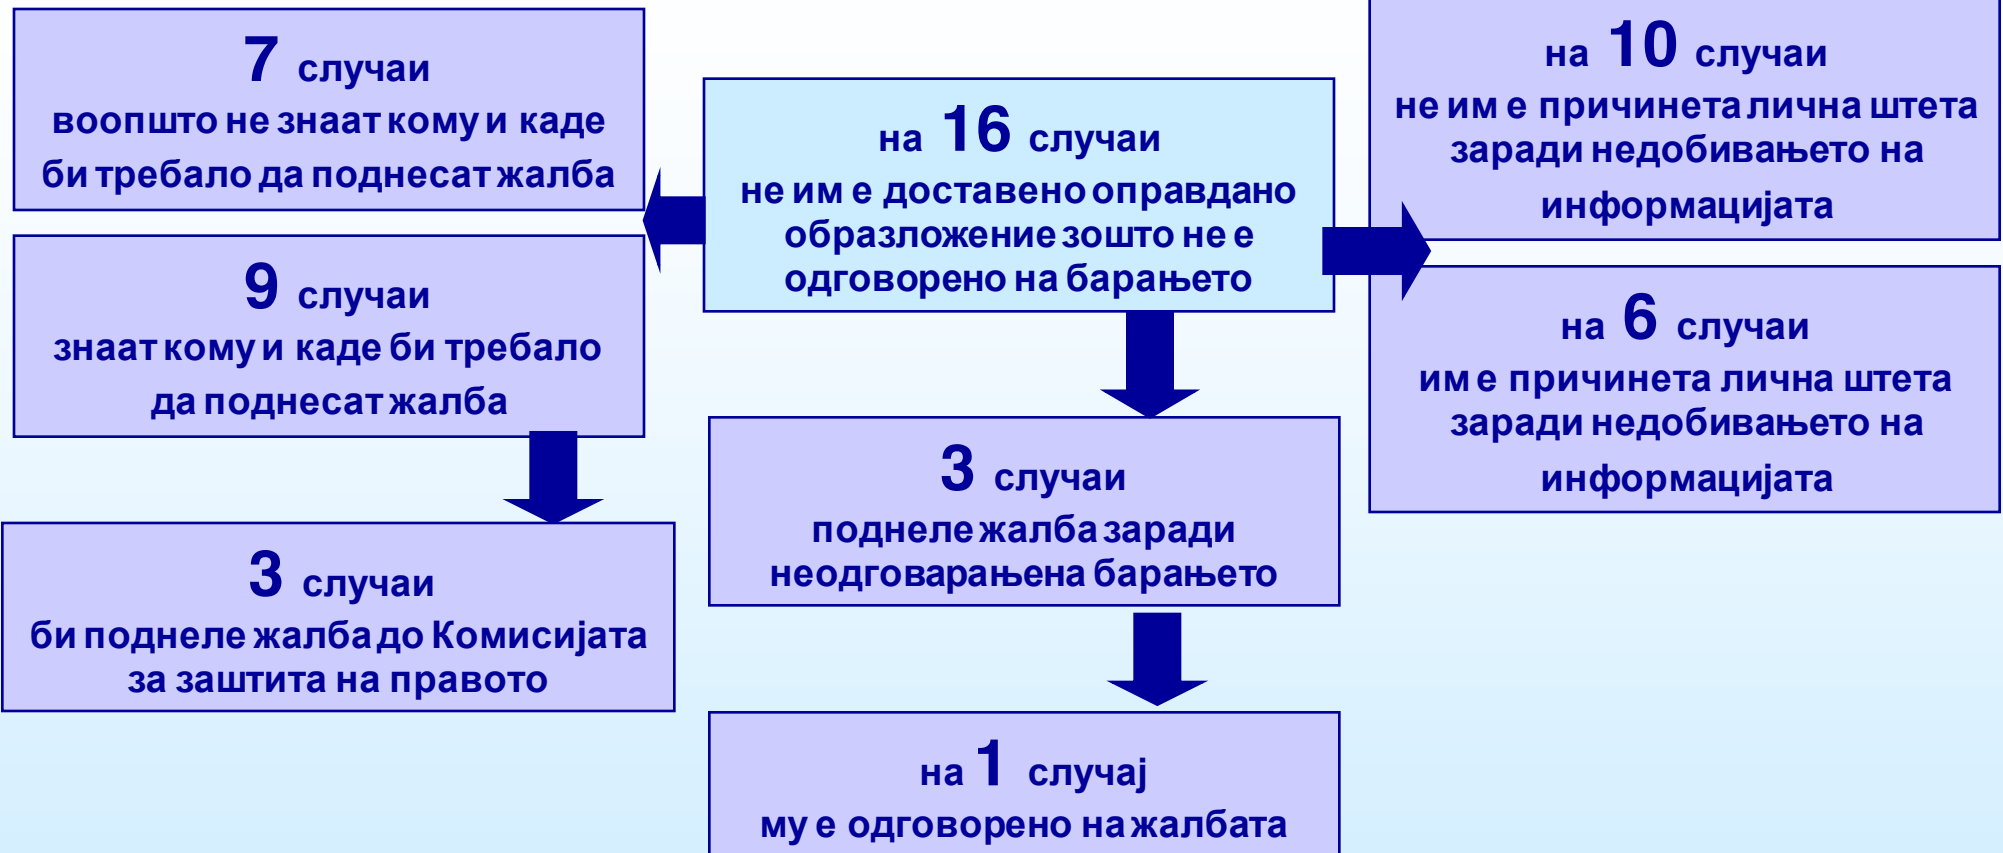 7 случаи
воопшто не знаат кому и каде
би требало да поднесат жалба
9 случаи
знаат кому и каде би требало
да поднесат жалба
3 случаи
би поднеле жалба до Комисијата
за заштита на правото
на 16 случаи
не им е доставено оправдано
образложение зошто не е
одговорено на барањето
3 случаи
поднеле жалба заради
неодговарање на барањето
на 1 случај
му е одговорено на жалбата
на 10 случаи
не им е причинета лична штета
заради недобивањето на
информацијата
на 6 случаи
им е причинета лична штета
заради недобивањето на
информацијата